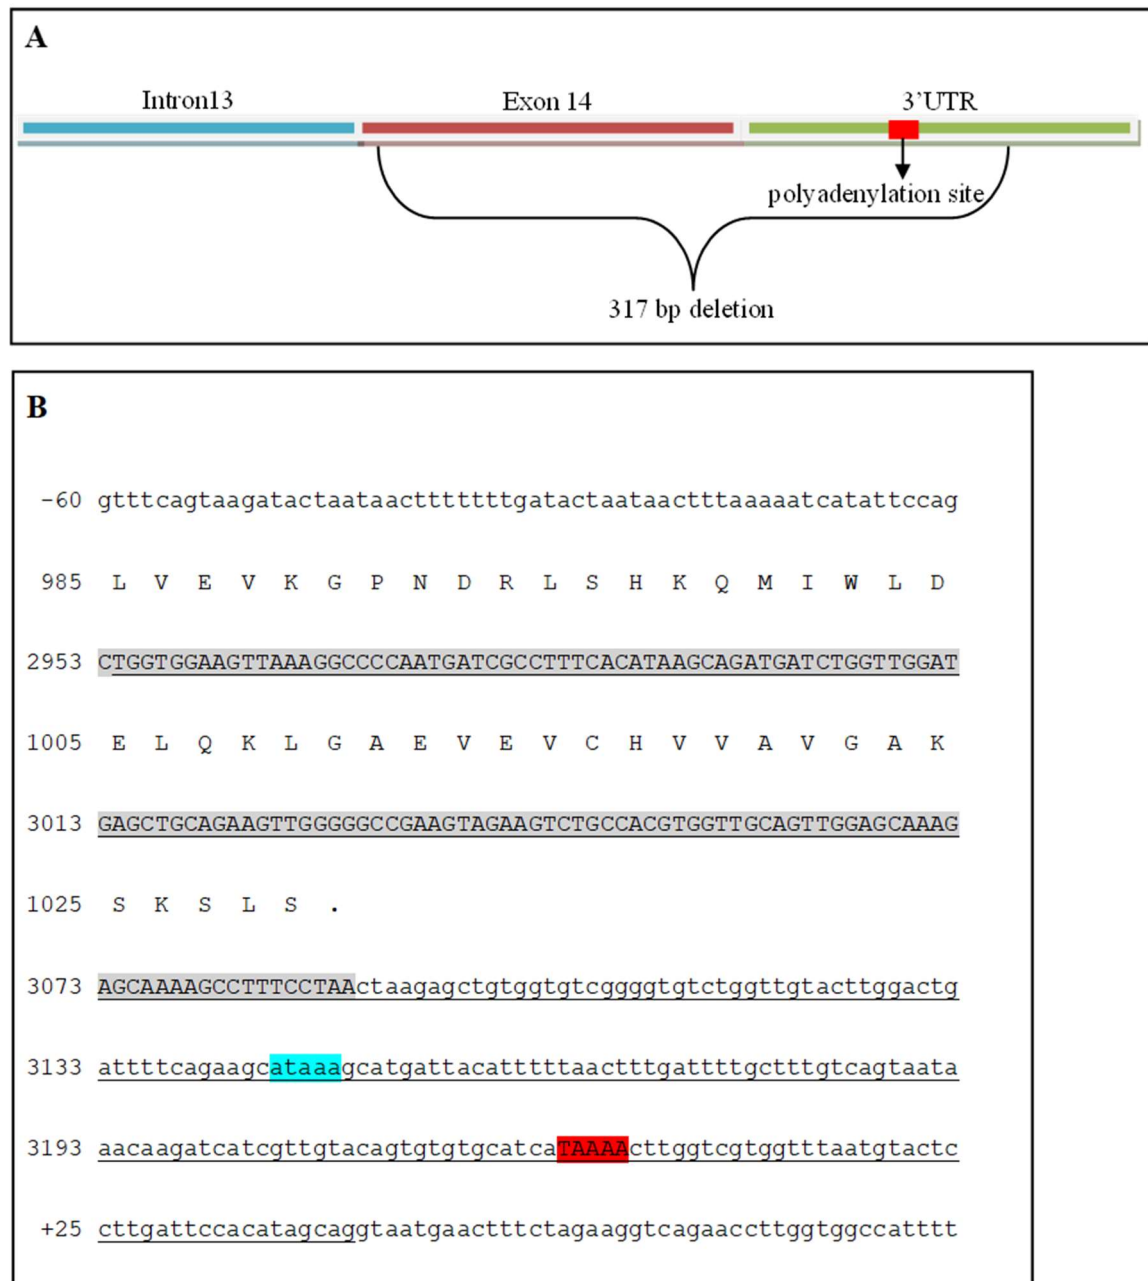 A
Intron13 Exon 14 3’UTR
polyadenylation site
317 bp deletion
B
-60 gtttcagtaagatactaataacttttttttgatactaataactttaaaaatcatattccag
985 L V E V K G P N D R L S H K Q M I W L D
2953 CTGGTGGAAGTTAAAGGCCCCAATGATCGCCTTTCACATAAGCAGATGATCTGGTTGGAT
1005 E L Q K L G A E V E V C H V V A V G A K
3013 GAGCTGCAGAAGTTGGGGGCCGAAGTAGAAGTCTGCCACGTGGTTGCAGTTGGAGCAAAG
1025 S K S L S .
3073 AGCAAAAGCCTTTCCTAActaagagctgtggtgtcggggtgtctggttgtacttggactg
3133 attttcagaagcataaagcatgattacatttttaactttgattttgctttgtcagtaata
3193 aacaagatcatcgttgtacagtgtgtgcatcaTAAAActtggtcgtggtttaatgtactc
+25 cttgattccacatagcaggtaatgaactttctagaaggtcagaaccttggtggccatttt